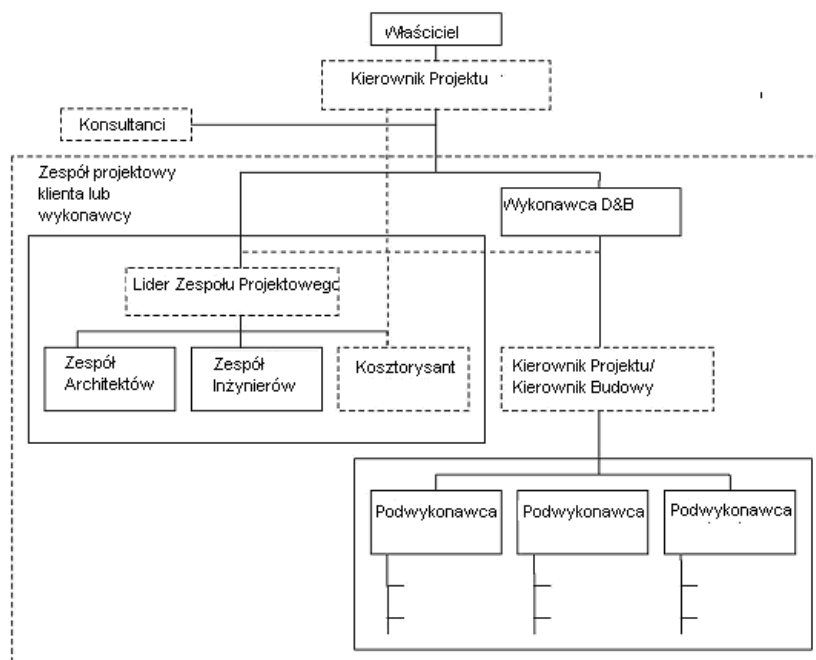 Właściciel
Kierownik Projektu
Konsultanci
Zespół projektowy
klienta lub
wykonawcy
Wykonawca D&B
Lider Zespołu Projektowego
Zespół
Architektów
Zespół
Inżynierów
Kosztorysant
Kierownik Projektu/
Kierownik Budowy
Podwykonawca
Podwykonawca
Podwykonawca